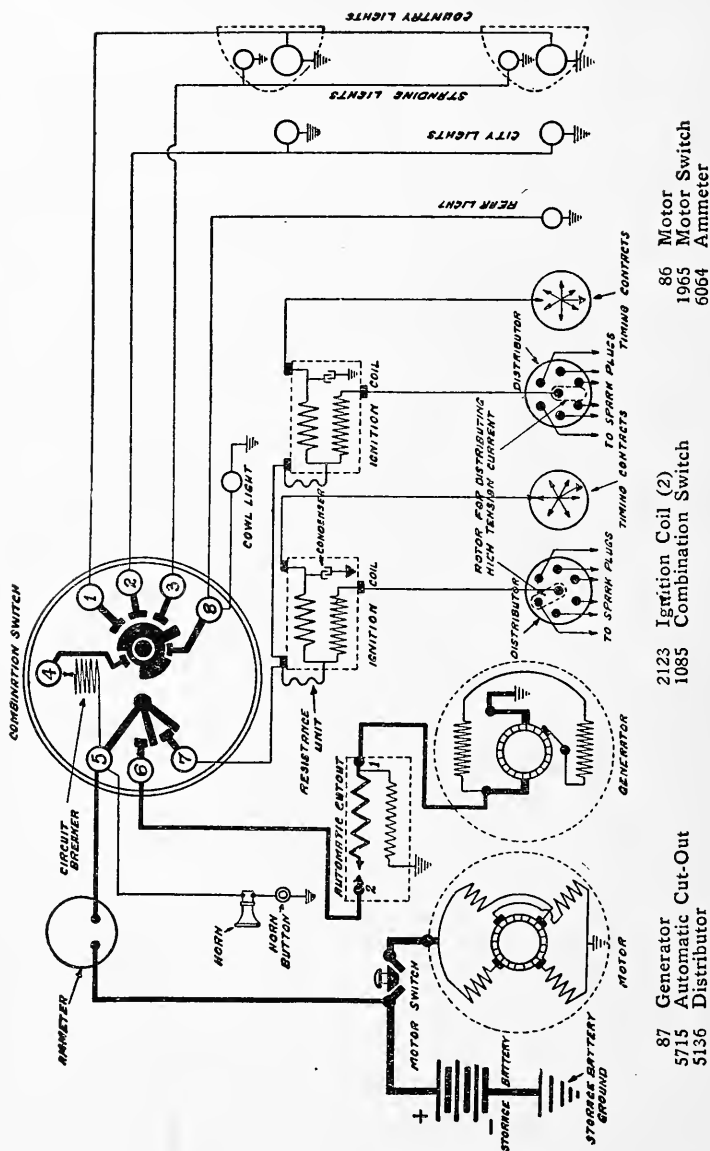 COMBINATION SWITCH
COUNTRY LIGHTS
STANDING LIGHTS
CITY LIGHTS
REAR LIGHT
COWL LIGHT
1
2
3
4
5
6
7
8
CIRCUIT
BREAKER
AMMETER
HORN
HORN
BUTTON
RESISTANCE
UNIT
IGNITION COIL
CONDENSER
IGNITION COIL
AUTOMATIC CUTOUT
1
2
MOTOR SWITCH
+
-
STORAGE BATTERY
STORAGE BATTERY
GROUND
MOTOR
GENERATOR
DISTRIBUTOR
TO SPARK PLUGS
ROTOR FOR DISTRIBUTING
HIGH TENSION CURRENT
TIMING CONTACTS
DISTRIBUTOR
TO SPARK PLUGS
TIMING CONTACTS
87 Generator
5715 Automatic Cut-Out
5136 Distributor
2123 Ignition Coil (2)
1085 Combination Switch
86 Motor
1965 Motor Switch
6064 Ammeter